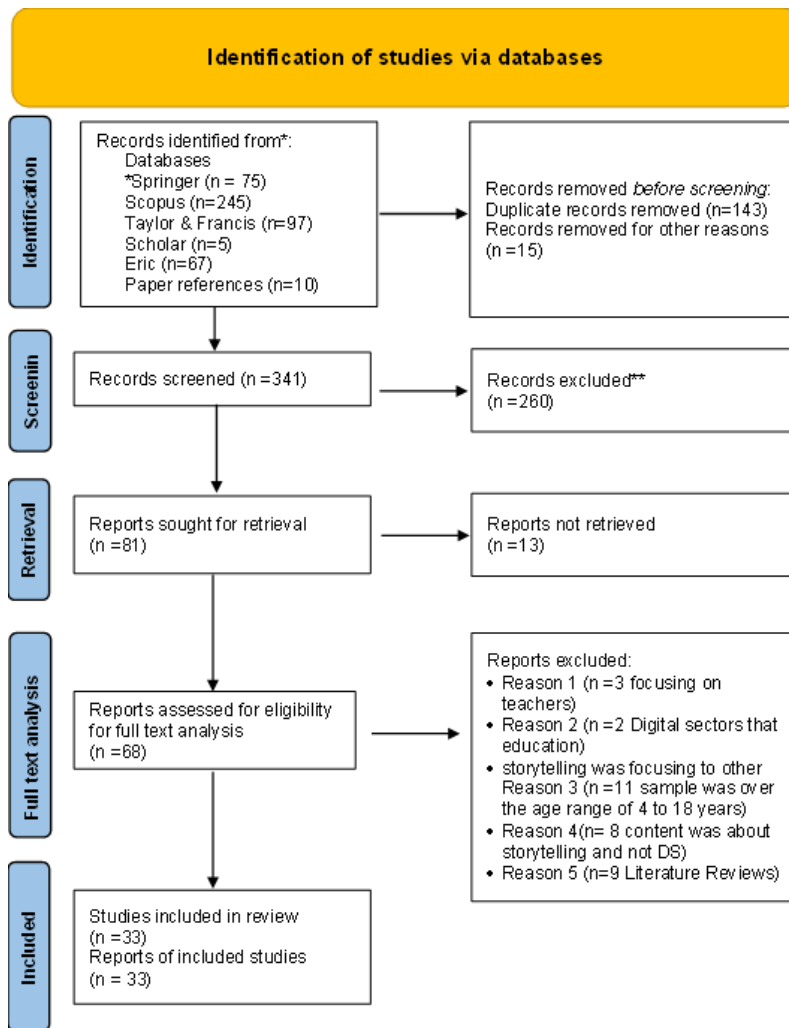 Identification of studies via databases
Identification
Records identified from*:
Databases
*Springer (n = 75)
Scopus (n=245)
Taylor & Francis (n=97)
Scholar (n=5)
Eric (n=67)
Paper references (n=10)
Records removed before screening:
Duplicate records removed (n=143)
Records removed for other reasons
(n =15)
Screenin
Records screened (n =341)
Records excluded**
(n =260)
Retrieval
Reports sought for retrieval
(n =81)
Reports not retrieved
(n =13)
Full text analysis
Reports assessed for eligibility
for full text analysis
(n =68)
Reports excluded:
• Reason 1 (n =3 focusing on
teachers)
• Reason 2 (n =2 Digital sectors that
education)
• storytelling was focusing to other
Reason 3 (n =11 sample was over
the age range of 4 to 18 years)
• Reason 4(n= 8 content was about
storytelling and not DS)
• Reason 5 (n=9 Literature Reviews)
Included
Studies included in review
(n =33)
Reports of included studies
(n = 33)